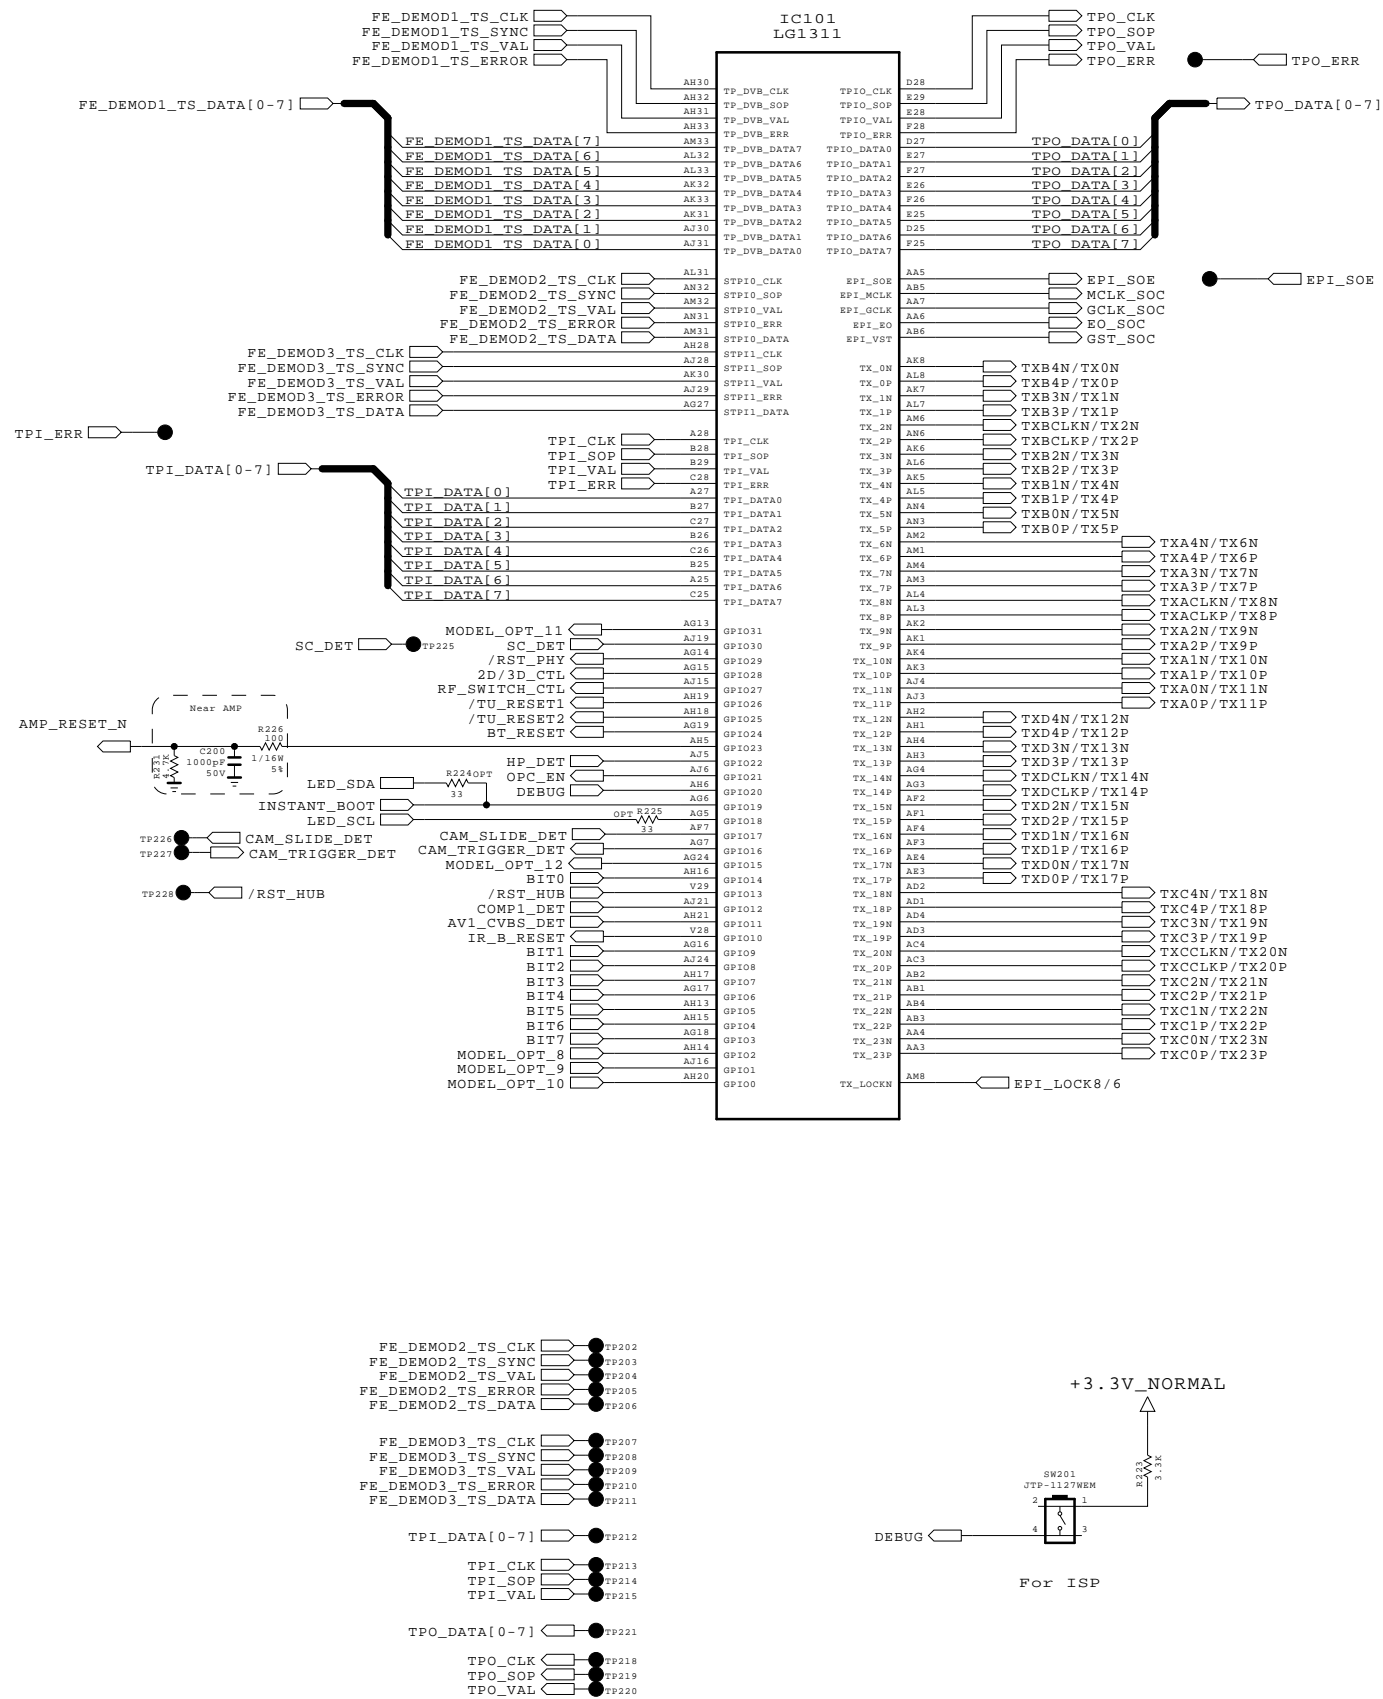 IC101
LG1311
FE_DEMOD1_TS_CLK
FE_DEMOD1_TS_SYNC
FE_DEMOD1_TS_VAL
FE_DEMOD1_TS_ERROR
TPO_CLK
TPO_SOP
TPO_VAL
TPO_ERR
TPO_ERR
FE_DEMOD1_TS_DATA[0-7]
TPO_DATA[0-7]
AH30 TP_DVB_CLK TPIO_CLK D28
AH32 TP_DVB_SOP TPIO_SOP E29
AH31 TP_DVB_VAL TPIO_VAL E28
AH33 TP_DVB_ERR TPIO_ERR F28
FE_DEMOD1_TS_DATA[7] AM33 TP_DVB_DATA7 TPIO_DATA0 D27 TPO_DATA[0]
FE_DEMOD1_TS_DATA[6] AL32 TP_DVB_DATA6 TPIO_DATA1 E27 TPO_DATA[1]
FE_DEMOD1_TS_DATA[5] AL33 TP_DVB_DATA5 TPIO_DATA2 F27 TPO_DATA[2]
FE_DEMOD1_TS_DATA[4] AK32 TP_DVB_DATA4 TPIO_DATA3 E26 TPO_DATA[3]
FE_DEMOD1_TS_DATA[3] AK33 TP_DVB_DATA3 TPIO_DATA4 F26 TPO_DATA[4]
FE_DEMOD1_TS_DATA[2] AK31 TP_DVB_DATA2 TPIO_DATA5 E25 TPO_DATA[5]
FE_DEMOD1_TS_DATA[1] AJ30 TP_DVB_DATA1 TPIO_DATA6 D25 TPO_DATA[6]
FE_DEMOD1_TS_DATA[0] AJ31 TP_DVB_DATA0 TPIO_DATA7 F25 TPO_DATA[7]
FE_DEMOD2_TS_CLK AL31 STPI0_CLK EPI_SOE AA5 EPI_SOE EPI_SOE
FE_DEMOD2_TS_SYNC AN32 STPI0_SOP EPI_MCLK AB5 MCLK_SOC
FE_DEMOD2_TS_VAL AM32 STPI0_VAL EPI_GCLK AA7 GCLK_SOC
FE_DEMOD2_TS_ERROR AN31 STPI0_ERR EPI_EO AA6 EO_SOC
FE_DEMOD2_TS_DATA AM31 STPI0_DATA EPI_VST AB6 GST_SOC
FE_DEMOD3_TS_CLK AH28 STPI1_CLK
FE_DEMOD3_TS_SYNC AJ28 STPI1_SOP TX_0N AK8 TXB4N/TX0N
FE_DEMOD3_TS_VAL AK30 STPI1_VAL TX_0P AL8 TXB4P/TX0P
FE_DEMOD3_TS_ERROR AJ29 STPI1_ERR TX_1N AK7 TXB3N/TX1N
FE_DEMOD3_TS_DATA AG27 STPI1_DATA TX_1P AL7 TXB3P/TX1P
TX_2N AM6 TXBCLKN/TX2N
TPI_ERR
TPI_CLK A28 TPI_CLK TX_2P AN6 TXBCLKP/TX2P
TPI_SOP B28 TPI_SOP TX_3N AK6 TXB2N/TX3N
TPI_DATA[0-7]
TPI_VAL B29 TPI_VAL TX_3P AL6 TXB2P/TX3P
TPI_ERR C28 TPI_ERR TX_4N AK5 TXB1N/TX4N
TPI_DATA[0] A27 TPI_DATA0 TX_4P AL5 TXB1P/TX4P
TPI_DATA[1] B27 TPI_DATA1 TX_5N AN4 TXB0N/TX5N
TPI_DATA[2] C27 TPI_DATA2 TX_5P AN3 TXB0P/TX5P
TPI_DATA[3] B26 TPI_DATA3 TX_6N AM2 TXA4N/TX6N
TPI_DATA[4] C26 TPI_DATA4 TX_6P AM1 TXA4P/TX6P
TPI_DATA[5] B25 TPI_DATA5 TX_7N AM4 TXA3N/TX7N
TPI_DATA[6] A25 TPI_DATA6 TX_7P AM3 TXA3P/TX7P
TPI_DATA[7] C25 TPI_DATA7 TX_8N AL4 TXACLKN/TX8N
TX_8P AL3 TXACLKP/TX8P
MODEL_OPT_11 AG13 GPIO31 TX_9N AK2 TXA2N/TX9N
SC_DET TP225 SC_DET AJ19 GPIO30 TX_9P AK1 TXA2P/TX9P
/RST_PHY AG14 GPIO29 TX_10N AK4 TXA1N/TX10N
2D/3D_CTL AG15 GPIO28 TX_10P AK3 TXA1P/TX10P
RF_SWITCH_CTL AJ15 GPIO27 TX_11N AJ4 TXA0N/TX11N
/TU_RESET1 AH19 GPIO26 TX_11P AJ3 TXA0P/TX11P
/TU_RESET2 AH18 GPIO25 TX_12N AH2 TXD4N/TX12N
BT_RESET AG19 GPIO24 TX_12P AH1 TXD4P/TX12P
AH5 GPIO23 TX_13N AH4 TXD3N/TX13N
HP_DET AJ5 GPIO22 TX_13P AH3 TXD3P/TX13P
OPC_EN AJ6 GPIO21 TX_14N AG4 TXDCLKN/TX14N
DEBUG AH6 GPIO20 TX_14P AG3 TXDCLKP/TX14P
AMP_RESET_N
Near AMP
R226
100
1/16W
5%
C200
1000pF
50V
R231
4.7K
LED_SDA R224 OPT
33
INSTANT_BOOT AG6 GPIO19 TX_15N AF2 TXD2N/TX15N
LED_SCL OPT R225
33
AG5 GPIO18 TX_15P AF1 TXD2P/TX15P
TP226 CAM_SLIDE_DET
TP227 CAM_TRIGGER_DET
TP228 /RST_HUB
CAM_SLIDE_DET AF7 GPIO17 TX_16N AF4 TXD1N/TX16N
CAM_TRIGGER_DET AG7 GPIO16 TX_16P AF3 TXD1P/TX16P
MODEL_OPT_12 AG24 GPIO15 TX_17N AE4 TXD0N/TX17N
BIT0 AH16 GPIO14 TX_17P AE3 TXD0P/TX17P
/RST_HUB V29 GPIO13 TX_18N AD2 TXC4N/TX18N
COMP1_DET AJ21 GPIO12 TX_18P AD1 TXC4P/TX18P
AV1_CVBS_DET AH21 GPIO11 TX_19N AD4 TXC3N/TX19N
IR_B_RESET V28 GPIO10 TX_19P AD3 TXC3P/TX19P
BIT1 AG16 GPIO9 TX_20N AC4 TXCCLKN/TX20N
BIT2 AJ24 GPIO8 TX_20P AC3 TXCCLKP/TX20P
BIT3 AH17 GPIO7 TX_21N AB2 TXC2N/TX21N
BIT4 AG17 GPIO6 TX_21P AB1 TXC2P/TX21P
BIT5 AH13 GPIO5 TX_22N AB4 TXC1N/TX22N
BIT6 AH15 GPIO4 TX_22P AB3 TXC1P/TX22P
BIT7 AG18 GPIO3 TX_23N AA4 TXC0N/TX23N
MODEL_OPT_8 AH14 GPIO2 TX_23P AA3 TXC0P/TX23P
MODEL_OPT_9 AJ16 GPIO1
MODEL_OPT_10 AH20 GPIO0 TX_LOCKN AM8 EPI_LOCK8/6
FE_DEMOD2_TS_CLK TP202
FE_DEMOD2_TS_SYNC TP203
FE_DEMOD2_TS_VAL TP204
FE_DEMOD2_TS_ERROR TP205
FE_DEMOD2_TS_DATA TP206
FE_DEMOD3_TS_CLK TP207
FE_DEMOD3_TS_SYNC TP208
FE_DEMOD3_TS_VAL TP209
FE_DEMOD3_TS_ERROR TP210
FE_DEMOD3_TS_DATA TP211
TPI_DATA[0-7] TP212
TPI_CLK TP213
TPI_SOP TP214
TPI_VAL TP215
TPO_DATA[0-7] TP221
TPO_CLK TP218
TPO_SOP TP219
TPO_VAL TP220
+3.3V_NORMAL
R223
3.3K
SW201
JTP-1127WEM
2 1
4 3
DEBUG
For ISP